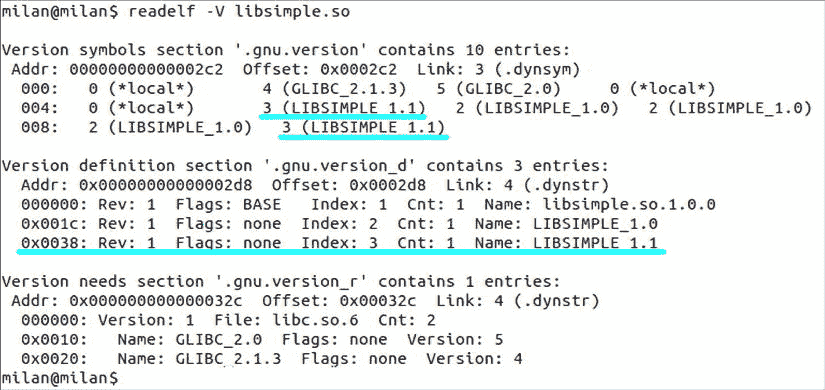 milan@milan$ readelf -V libsimple.so
Version symbols section '.gnu.version' contains 10 entries:
Addr: 00000000000002c2  Offset: 0x0002c2  Link: 3 (.dynsym)
000:   0 (*local*)       4 (GLIBC_2.1.3)   5 (GLIBC_2.0)     0 (*local*)
004:   0 (*local*)       3 (LIBSIMPLE_1.1)   2 (LIBSIMPLE_1.0)   2 (LIBSIMPLE_1.0)
008:   2 (LIBSIMPLE_1.0)   3 (LIBSIMPLE_1.1)
Version definition section '.gnu.version_d' contains 3 entries:
Addr: 0x00000000000002d8  Offset: 0x0002d8  Link: 4 (.dynstr)
000000: Rev: 1  Flags: BASE   Index: 1  Cnt: 1  Name: libsimple.so.1.0.0
0x001c: Rev: 1  Flags: none  Index: 2  Cnt: 1  Name: LIBSIMPLE_1.0
0x0038: Rev: 1  Flags: none  Index: 3  Cnt: 1  Name: LIBSIMPLE_1.1
Version needs section '.gnu.version_r' contains 1 entries:
Addr: 0x000000000000032c  Offset: 0x00032c  Link: 4 (.dynstr)
000000: Version: 1  File: libc.so.6  Cnt: 2
0x0010:   Name: GLIBC_2.0  Flags: none  Version: 5
0x0020:   Name: GLIBC_2.1.3  Flags: none  Version: 4
milan@milan$